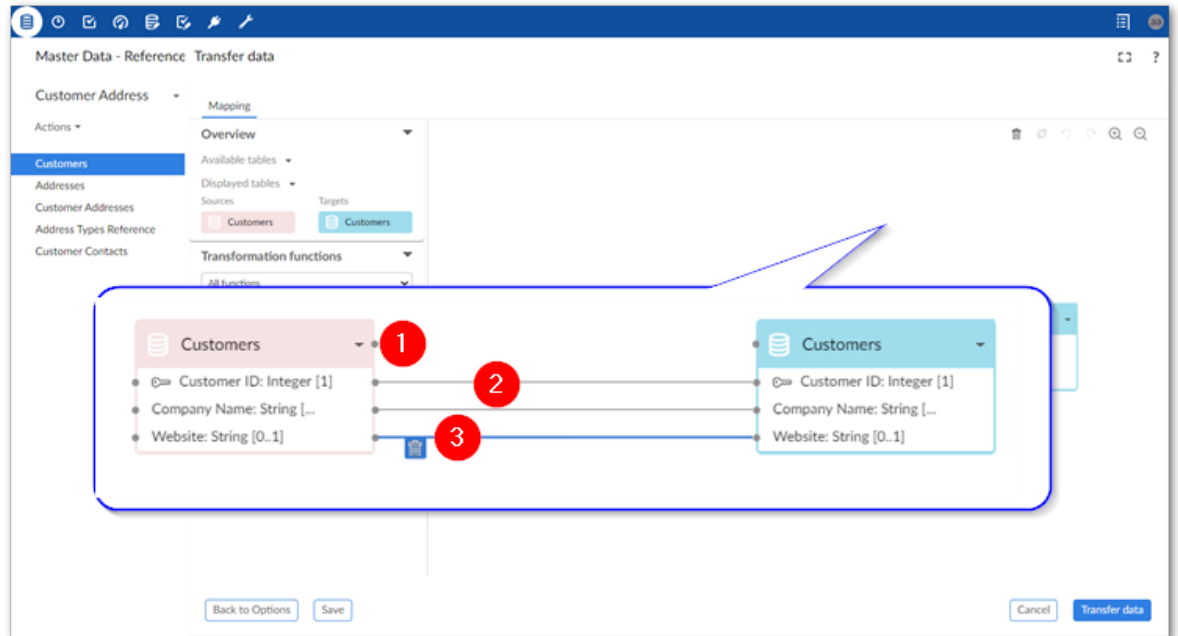 AB
Master Data - Reference Transfer data
?
Customer Address
Mapping
Actions
Overview
Customers
Available tables
Addresses
Displayed tables
Customer Addresses
Sources Targets
Address Types Reference
Customers Customers
Customer Contacts
Transformation functions
All functions
Customers 1 Customers
Customer ID: Integer [1] 2 Customer ID: Integer [1]
Company Name: String [... Company Name: String [...
Website: String [0..1] 3 Website: String [0..1]
Back to Options Save Cancel Transfer data